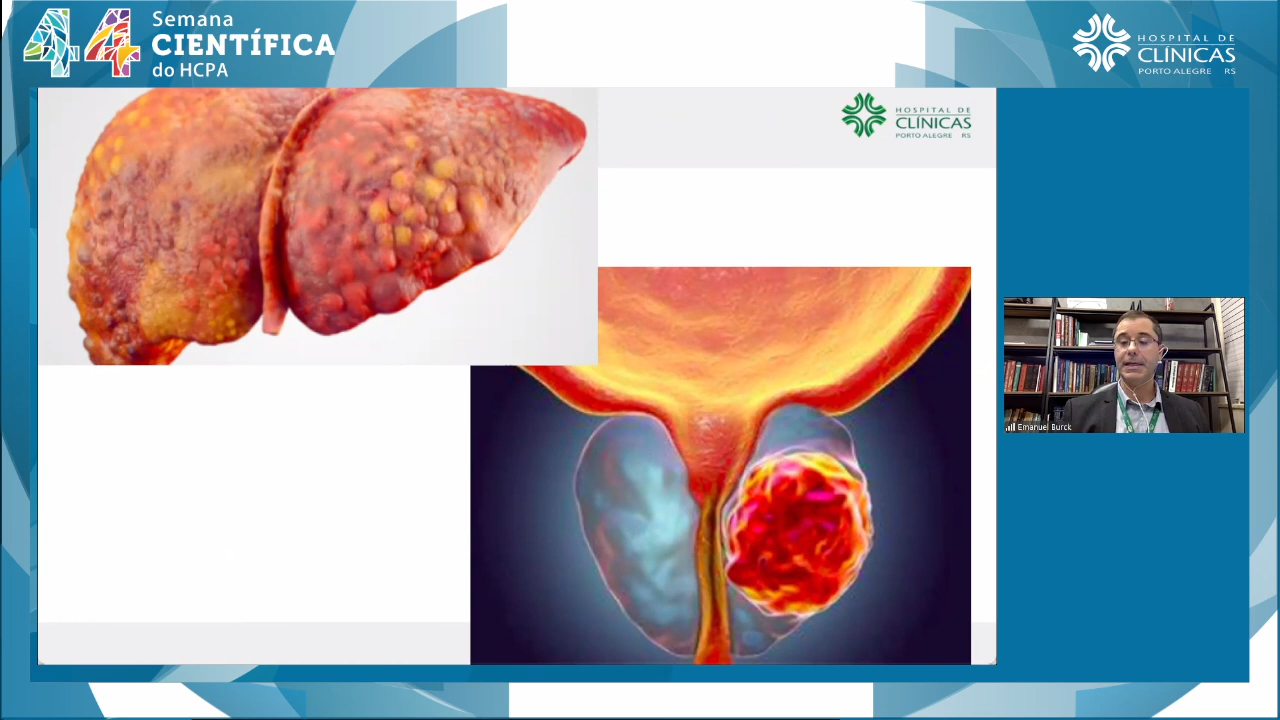 44 Semana
CIENTÍFICA
do HCPA
HOSPITAL DE
CLÍNICAS
PORTO ALEGRE RS
HOSPITAL DE
CLÍNICAS
PORTO ALEGRE RS
Emanuel Burck